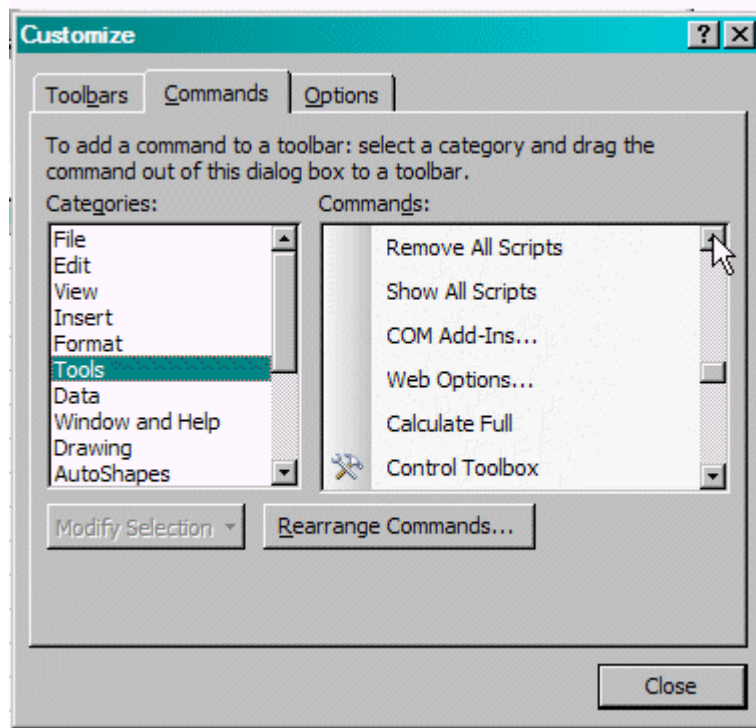 Customize
Toolbars Commands Options
To add a command to a toolbar: select a category and drag the
command out of this dialog box to a toolbar.
Categories:
Commands:
File
Edit
View
Insert
Format
Tools
Data
Window and Help
Drawing
AutoShapes
Remove All Scripts
Show All Scripts
COM Add-Ins...
Web Options...
Calculate Full
Control Toolbox
Modify Selection
Rearrange Commands...
Close